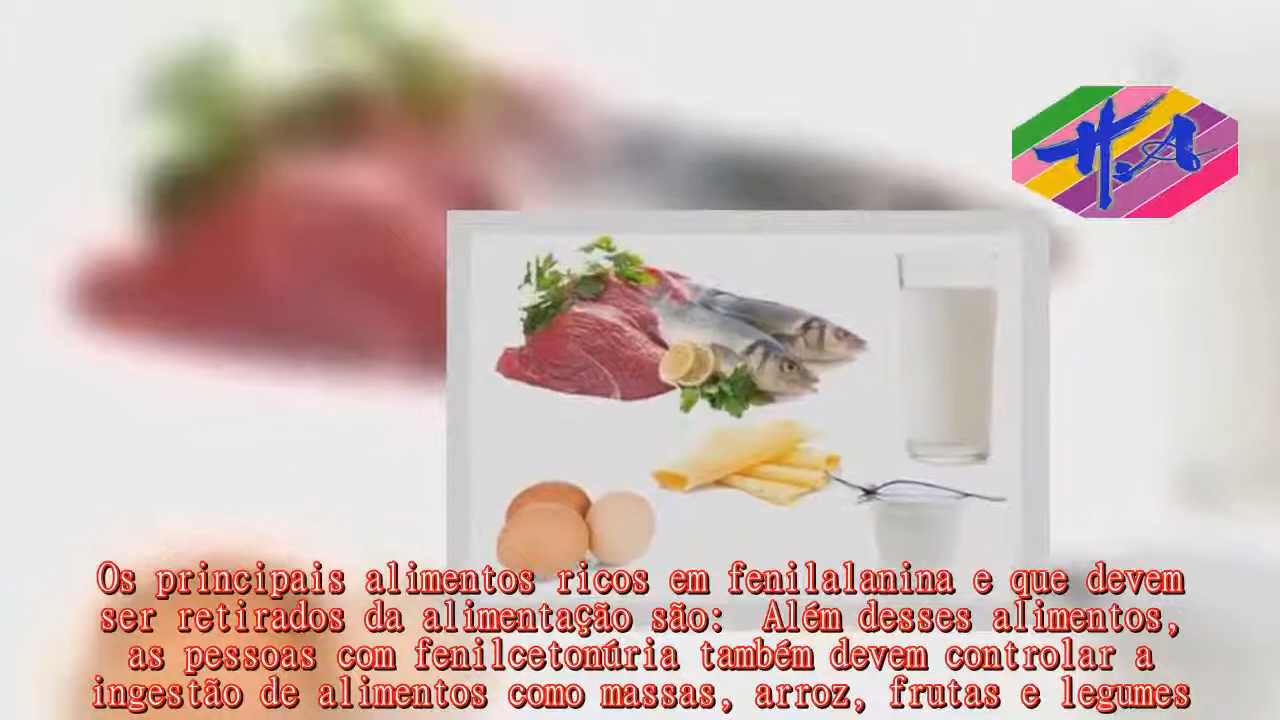 H.A
Os principais alimentos ricos em fenilalanina e que devem
ser retirados da alimentação são: Além desses alimentos,
as pessoas com fenilcetonúria também devem controlar a
ingestão de alimentos como massas, arroz, frutas e legumes